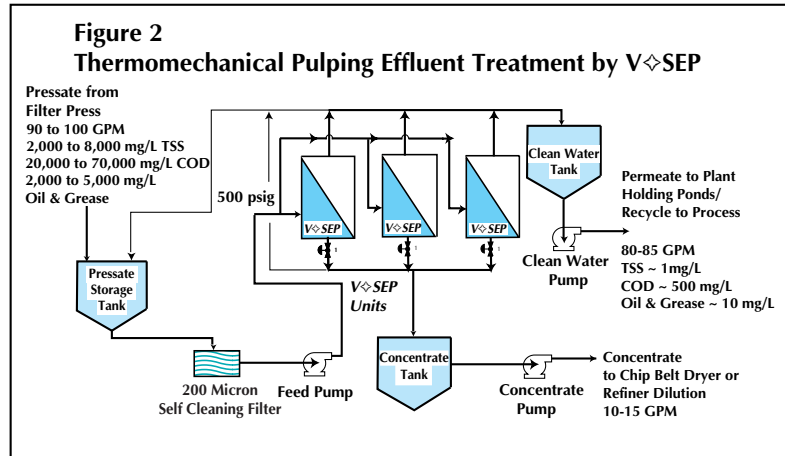 Figure 2
Thermomechanical Pulping Effluent Treatment by V✧SEP
Pressate from
Filter Press
90 to 100 GPM
2,000 to 8,000 mg/L TSS
20,000 to 70,000 mg/L COD
2,000 to 5,000 mg/L
Oil & Grease
500 psig
V✧SEP
V✧SEP
V✧SEP
1
1
1
Clean Water
Tank
Permeate to Plant
Holding Ponds/
Recycle to Process
Clean Water
Pump
80-85 GPM
TSS ~ 1mg/L
COD ~ 500 mg/L
Oil & Grease ~ 10 mg/L
Pressate
Storage
Tank
V✧SEP
Units
200 Micron
Self Cleaning Filter
Feed Pump
Concentrate
Tank
Concentrate
Pump
Concentrate
to Chip Belt Dryer or
Refiner Dilution
10-15 GPM